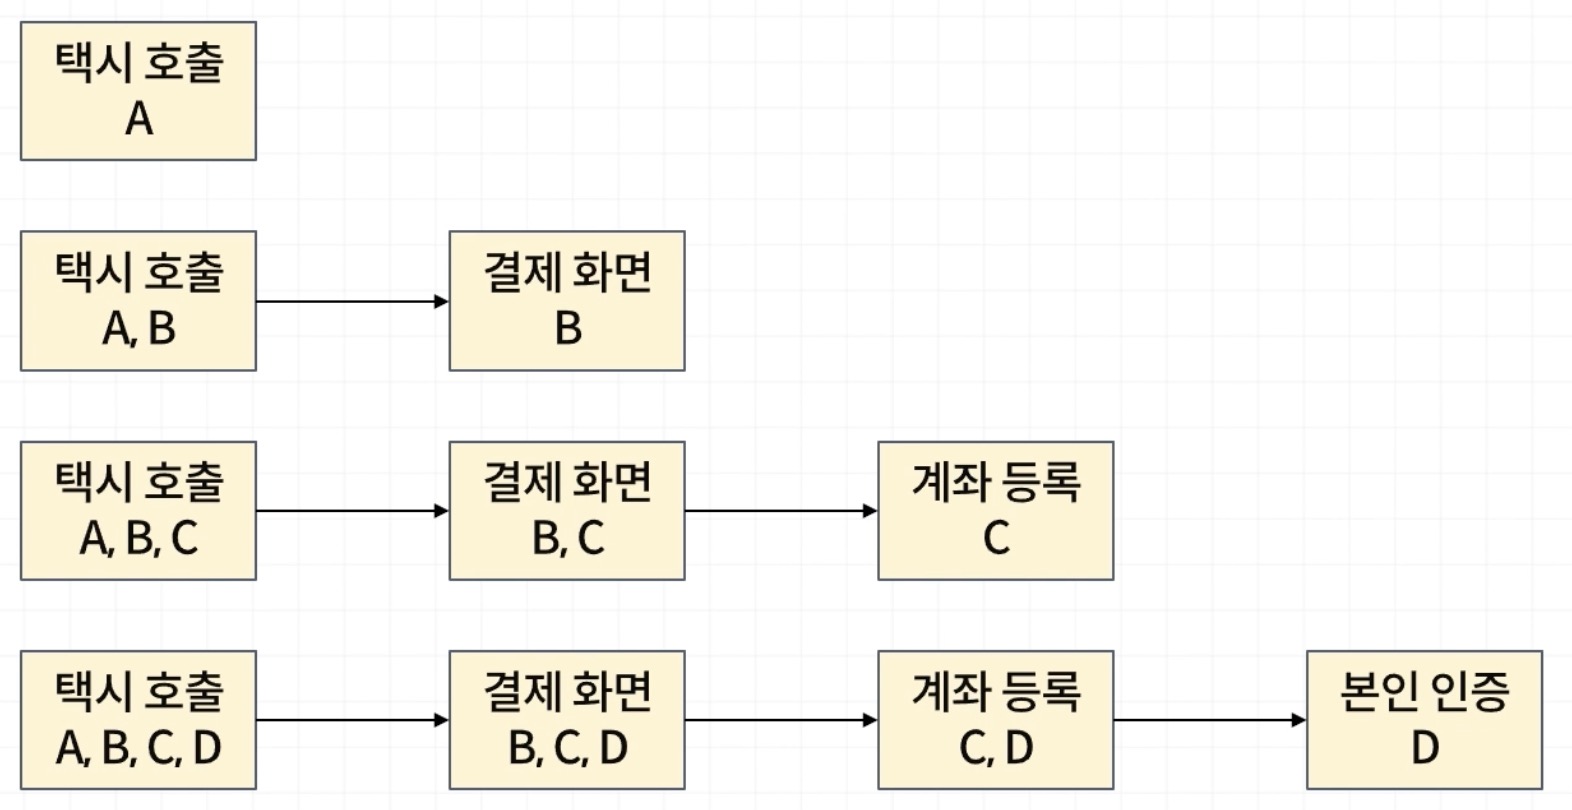 택시 호출
A
택시 호출
A, B
결제 화면
B
택시 호출
A, B, C
결제 화면
B, C
계좌 등록
C
택시 호출
A, B, C, D
결제 화면
B, C, D
계좌 등록
C, D
본인 인증
D